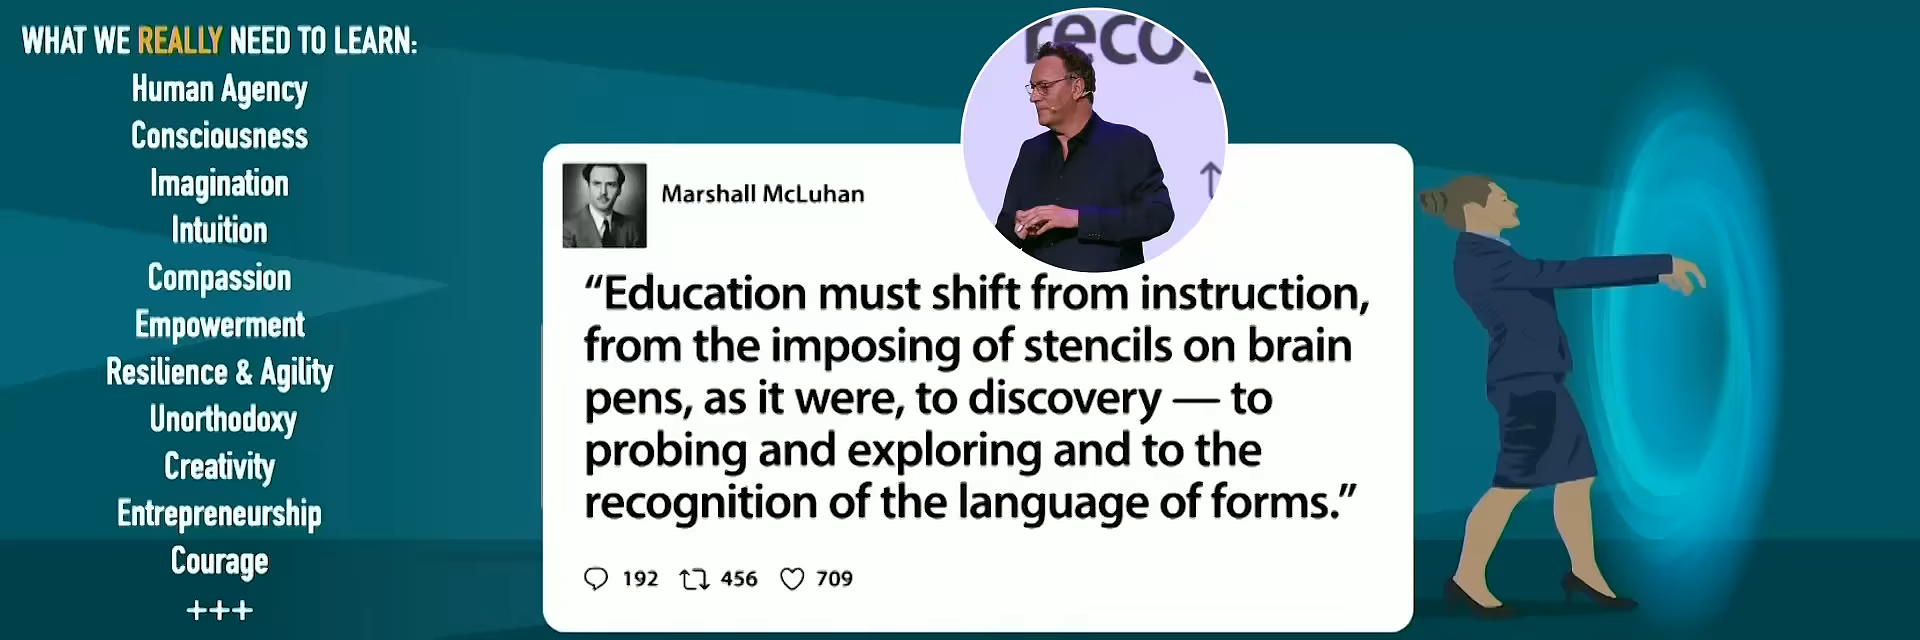 WHAT WE REALLY NEED TO LEARN:
Human Agency
Consciousness
Imagination
Intuition
Compassion
Empowerment
Resilience & Agility
Unorthodoxy
Creativity
Entrepreneurship
Courage
+++
reco
Marshall McLuhan
“Education must shift from instruction,
from the imposing of stencils on brain
pens, as it were, to discovery — to
probing and exploring and to the
recognition of the language of forms.”
192 456 709